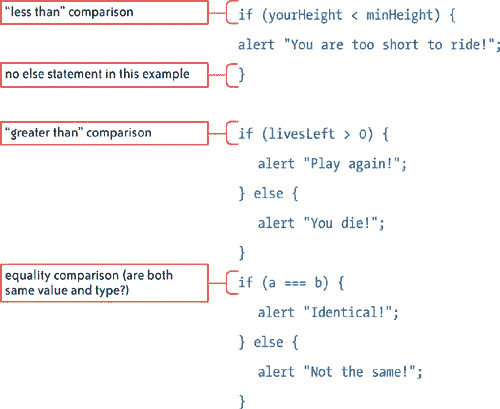 "less than" comparison
if (yourHeight < minHeight) {
alert "You are too short to ride!";
no else statement in this example
}
"greater than" comparison
if (livesLeft > 0) {
alert "Play again!";
} else {
alert "You die!";
}
equality comparison (are both
same value and type?)
if (a === b) {
alert "Identical!";
} else {
alert "Not the same!";
}